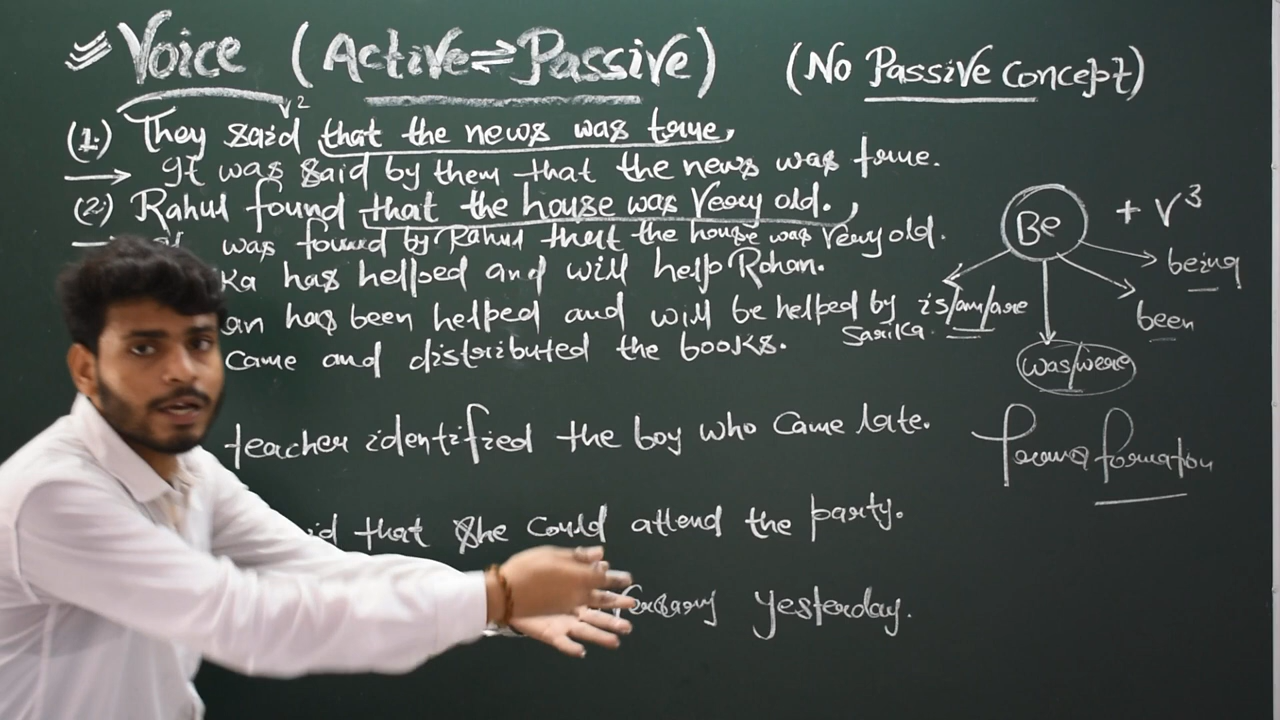 Voice (Active ⇌ Passive) (No Passive Concept)
V²
(1.) They said that the news was true.
→ It was said by them that the news was true.
(2.) Rahul found that the house was very old.
was found by Rahul that the house was very old.
ka has helped and will help Rohan.
an has been helped and will be helped by
Sarika.
came and distributed the books.
teacher identified the boy who came late.
id that she could attend the party.
yesterday.
Be + V³
being
is/am/are
been
was/were
formation